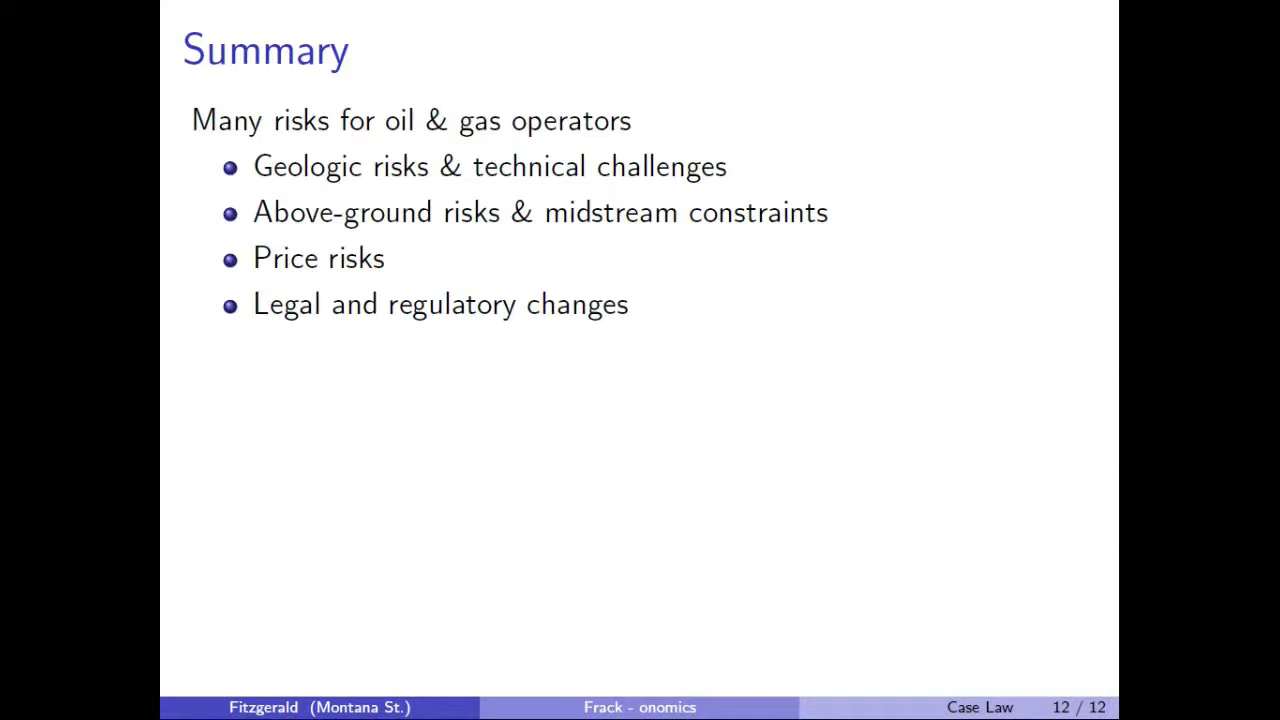 Summary
Many risks for oil & gas operators
Geologic risks & technical challenges
Above-ground risks & midstream constraints
Price risks
Legal and regulatory changes
Fitzgerald (Montana St.) Frack - onomics Case Law 12 / 12